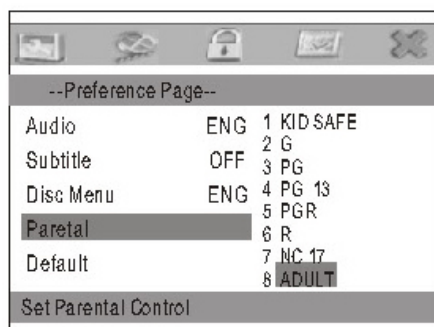 --Preference Page--
Audio ENG
Subtitle OFF
Disc Menu ENG
Paretal
Default
1 KID SAFE
2 G
3 PG
4 PG 13
5 PGR
6 R
7 NC 17
8 ADULT
Set Parental Control